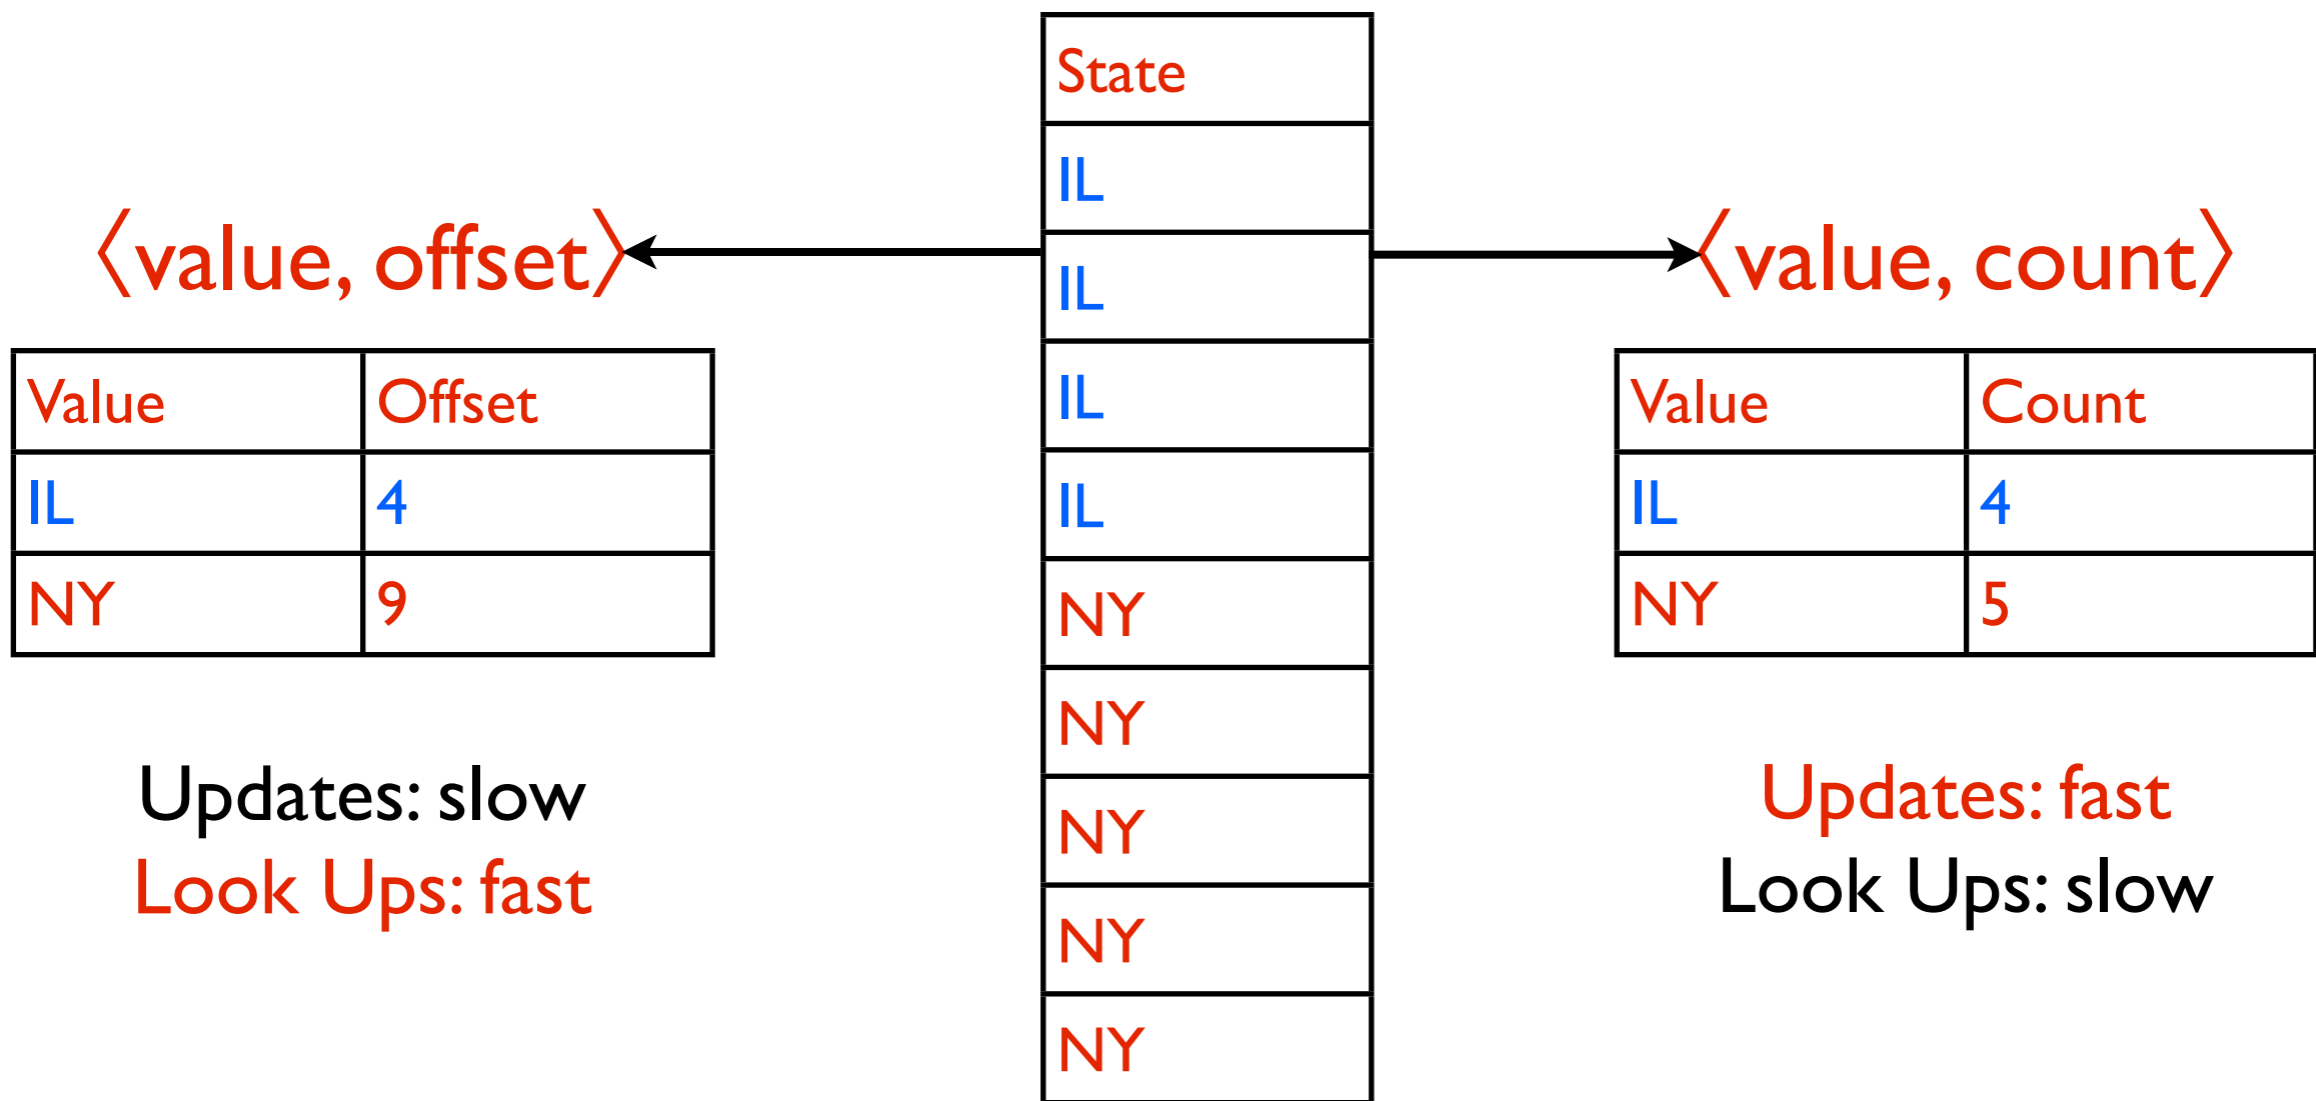 〈value, offset〉
Value Offset
IL 4
NY 9
Updates: slow
Look Ups: fast
State
IL
IL
IL
IL
NY
NY
NY
NY
NY
〈value, count〉
Value Count
IL 4
NY 5
Updates: fast
Look Ups: slow